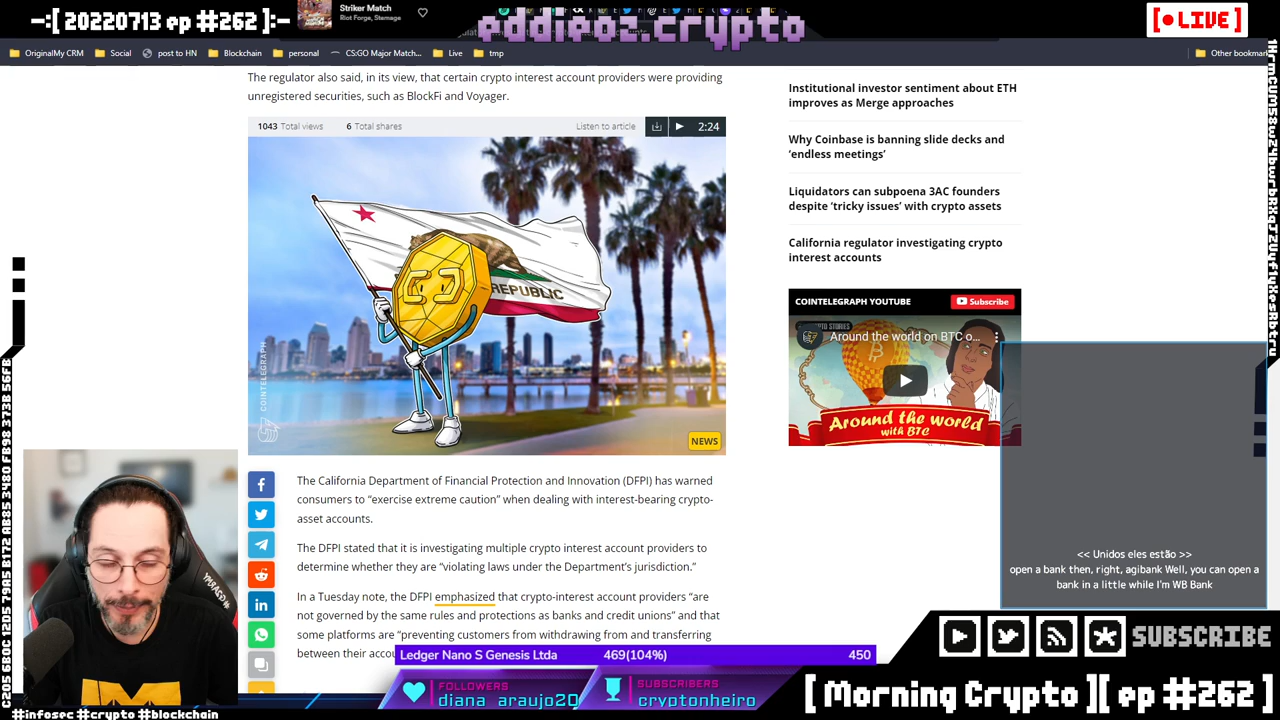 -:[ 20220713 ep #262 ]:-
Striker Match
Riot Forge, Stemage
eddieoz.crypto
[ • LIVE ]
OriginalMy CRM
Social
post to HN
Blockchain
personal
CS:GO Major Match...
Live
tmp
Other bookmar
The regulator also said, in its view, that certain crypto interest account providers were providing
unregistered securities, such as BlockFi and Voyager.
1043 Total views
6 Total shares
Listen to article
2:24
REPUBLIC
COINTELEGRAPH
NEWS
The California Department of Financial Protection and Innovation (DFPI) has warned
consumers to “exercise extreme caution” when dealing with interest-bearing crypto-
asset accounts.
The DFPI stated that it is investigating multiple crypto interest account providers to
determine whether they are “violating laws under the Department’s jurisdiction.”
In a Tuesday note, the DFPI emphasized that crypto-interest account providers “are
not governed by the same rules and protections as banks and credit unions” and that
some platforms are “preventing customers from withdrawing from and transferring
between their accou
Institutional investor sentiment about ETH
improves as Merge approaches
Why Coinbase is banning slide decks and
‘endless meetings’
Liquidators can subpoena 3AC founders
despite ‘tricky issues’ with crypto assets
California regulator investigating crypto
interest accounts
COINTELEGRAPH YOUTUBE
Subscribe
CRYPTO STORIES
Around the world on BTC o...
Around the world
with BTC
<< Unidos eles estão >>
open a bank then, right, agibank Well, you can open a
bank in a little while I'm WB Bank
Ledger Nano S Genesis Ltda
469(104%)
450
FOLLOWERS
diana_araujo20
SUBSCRIBERS
cryptonheiro
SUBSCRIBE
[ Morning Crypto ][ ep #262 ]
#infosec #crypto #blockchain